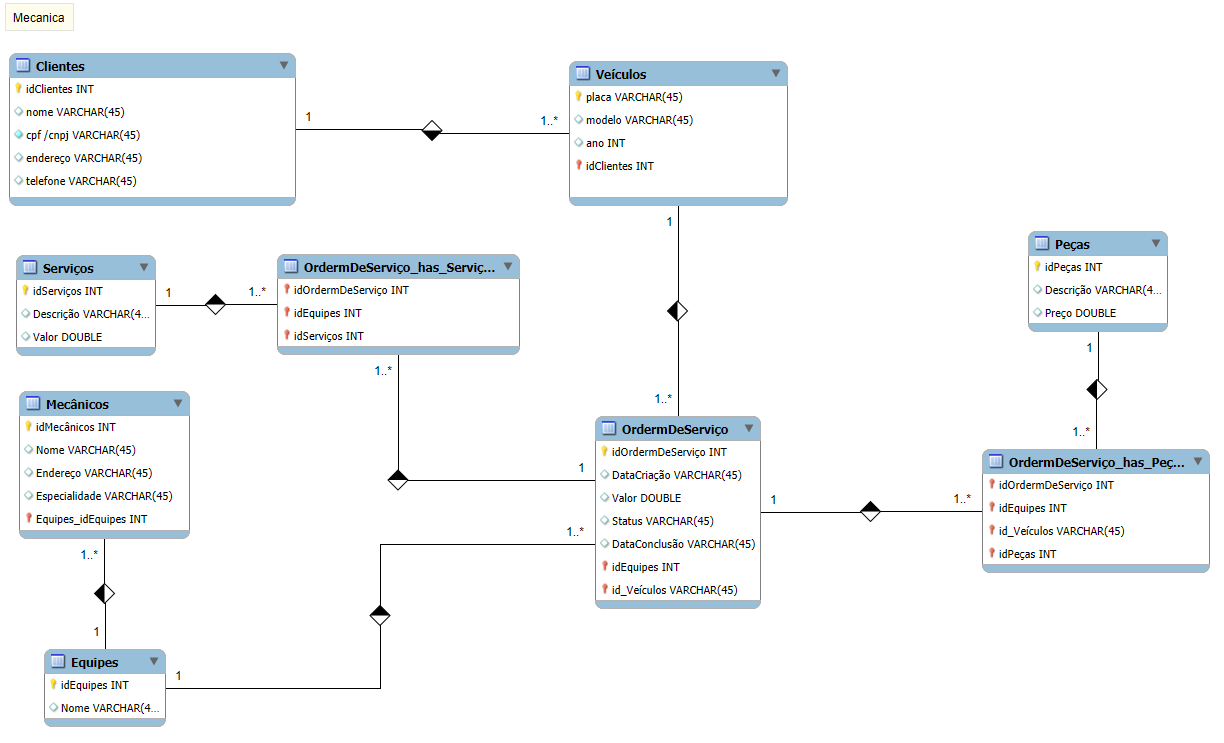 Mecanica
Clientes
idClientes INT
nome VARCHAR(45)
cpf /cnpj VARCHAR(45)
endereço VARCHAR(45)
telefone VARCHAR(45)
1
1..*
Veículos
placa VARCHAR(45)
modelo VARCHAR(45)
ano INT
idClientes INT
1
1..*
Serviços
idServiços INT
Descrição VARCHAR(4...
Valor DOUBLE
1
1..*
OrdermDeServiço_has_Serviç...
idOrdermDeServiço INT
idEquipes INT
idServiços INT
1..*
1
Peças
idPeças INT
Descrição VARCHAR(4...
Preço DOUBLE
1
1..*
Mecânicos
idMecânicos INT
Nome VARCHAR(45)
Endereço VARCHAR(45)
Especialidade VARCHAR(45)
Equipes_idEquipes INT
1..*
1
OrdermDeServiço
idOrdermDeServiço INT
DataCriação VARCHAR(45)
Valor DOUBLE
Status VARCHAR(45)
DataConclusão VARCHAR(45)
idEquipes INT
id_Veículos VARCHAR(45)
1
1..*
OrdermDeServiço_has_Peç...
idOrdermDeServiço INT
idEquipes INT
id_Veículos VARCHAR(45)
idPeças INT
1..*
1
Equipes
idEquipes INT
Nome VARCHAR(4...